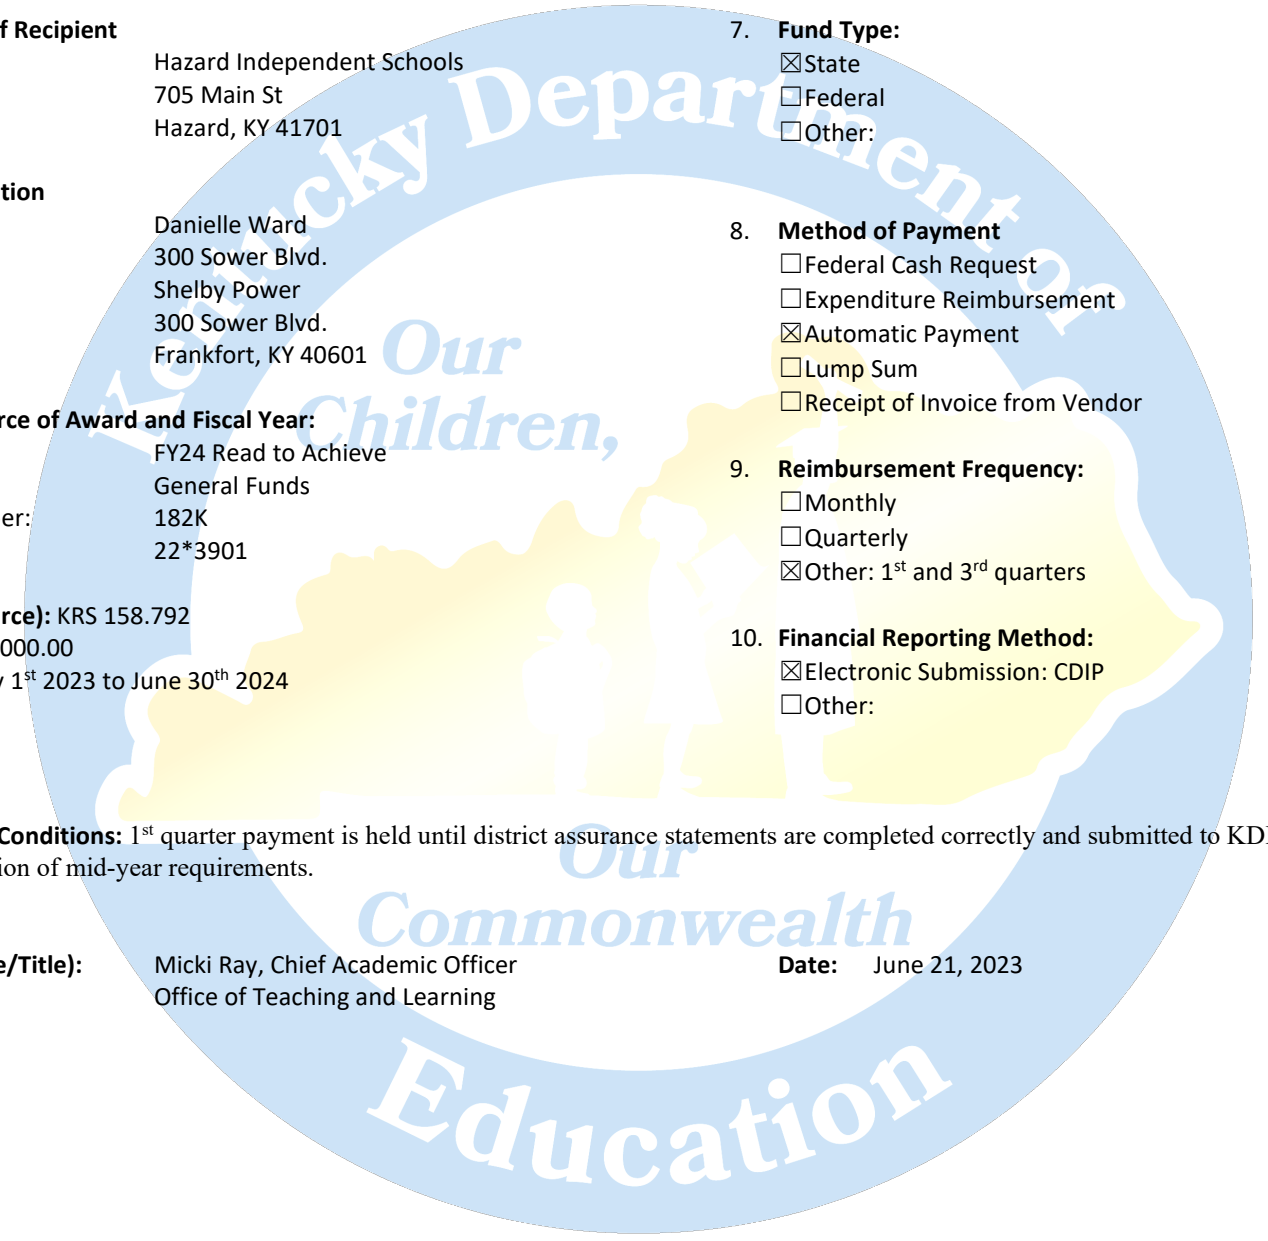 f Recipient
Hazard Independent Schools
705 Main St
Hazard, KY 41701
tion
Danielle Ward
300 Sower Blvd.
Shelby Power
300 Sower Blvd.
Frankfort, KY 40601
rce of Award and Fiscal Year:
FY24 Read to Achieve
General Funds
er: 182K
22*3901
rce): KRS 158.792
000.00
y 1st 2023 to June 30th 2024
7. Fund Type:
☒State
☐Federal
☐Other:
8. Method of Payment
☐Federal Cash Request
☐Expenditure Reimbursement
☒Automatic Payment
☐Lump Sum
☐Receipt of Invoice from Vendor
9. Reimbursement Frequency:
☐Monthly
☐Quarterly
☒Other: 1st and 3rd quarters
10. Financial Reporting Method:
☒Electronic Submission: CDIP
☐Other:
Conditions: 1st quarter payment is held until district assurance statements are completed correctly and submitted to KD
ion of mid-year requirements.
e/Title): Micki Ray, Chief Academic Officer
Office of Teaching and Learning
Date: June 21, 2023
Kentucky Department of
Education
Our
Children,
Our
Commonwealth